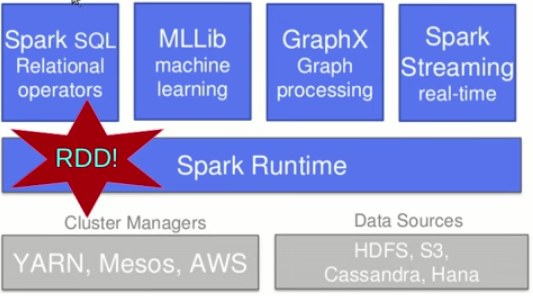 Spark SQL
Relational
operators
MLLib
machine
learning
GraphX
Graph
processing
Spark
Streaming
real-time
RDD!
Spark Runtime
Cluster Managers
Data Sources
YARN, Mesos, AWS
HDFS, S3,
Cassandra, Hana